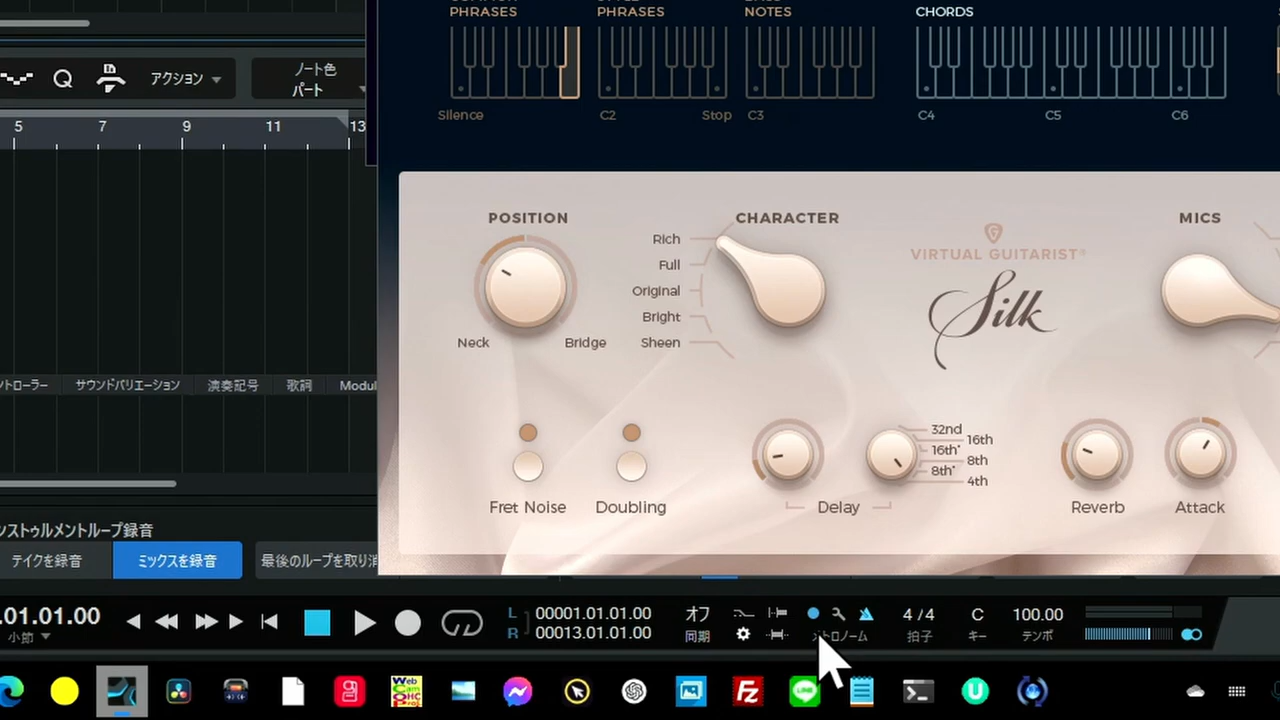 PHRASES
PHRASES
NOTES
CHORDS
Silence
C2
Stop
C3
C4
C5
C6
アクション
ノート色
パート
5
7
9
11
13
POSITION
Neck
Bridge
CHARACTER
Rich
Full
Original
Bright
Sheen
VIRTUAL GUITARIST®
Silk
MICS
Fret Noise
Doubling
32nd
16th
16th*
8th
8th*
4th
Delay
Reverb
Attack
ントローラー
サウンドバリエーション
演奏記号
歌詞
Modul
ンストゥルメントループ録音
テイクを録音
ミックスを録音
最後のループを取り消
.01.01.00
小節
L 00001.01.01.00
R 00013.01.01.00
オフ
同期
トロノーム
4 / 4
拍子
C
キー
100.00
テンポ
Web
Cam
LINE